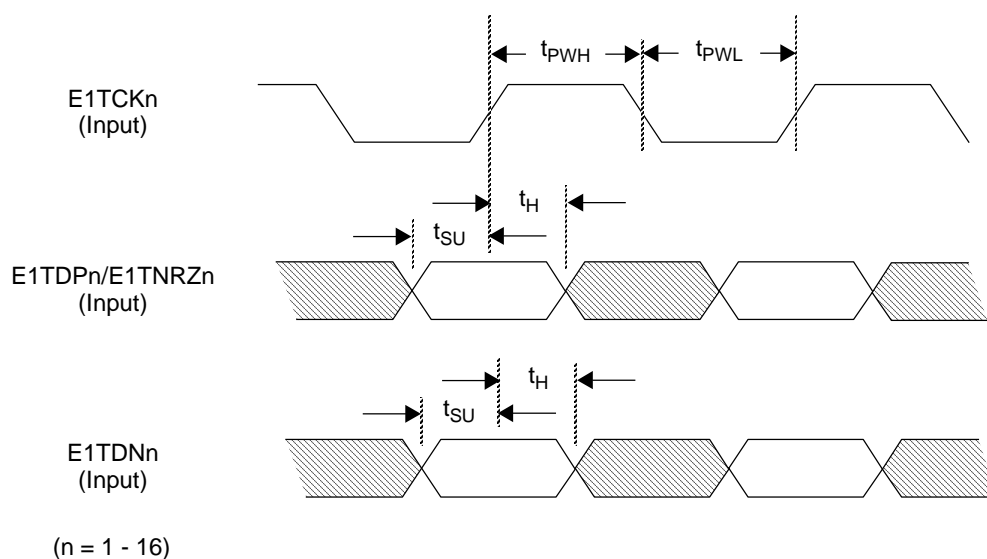 tPWH tPWL
E1TCKn
(Input)
tH
tSU
E1TDPn/E1TNRZn
(Input)
tH
tSU
E1TDNn
(Input)
(n = 1 - 16)